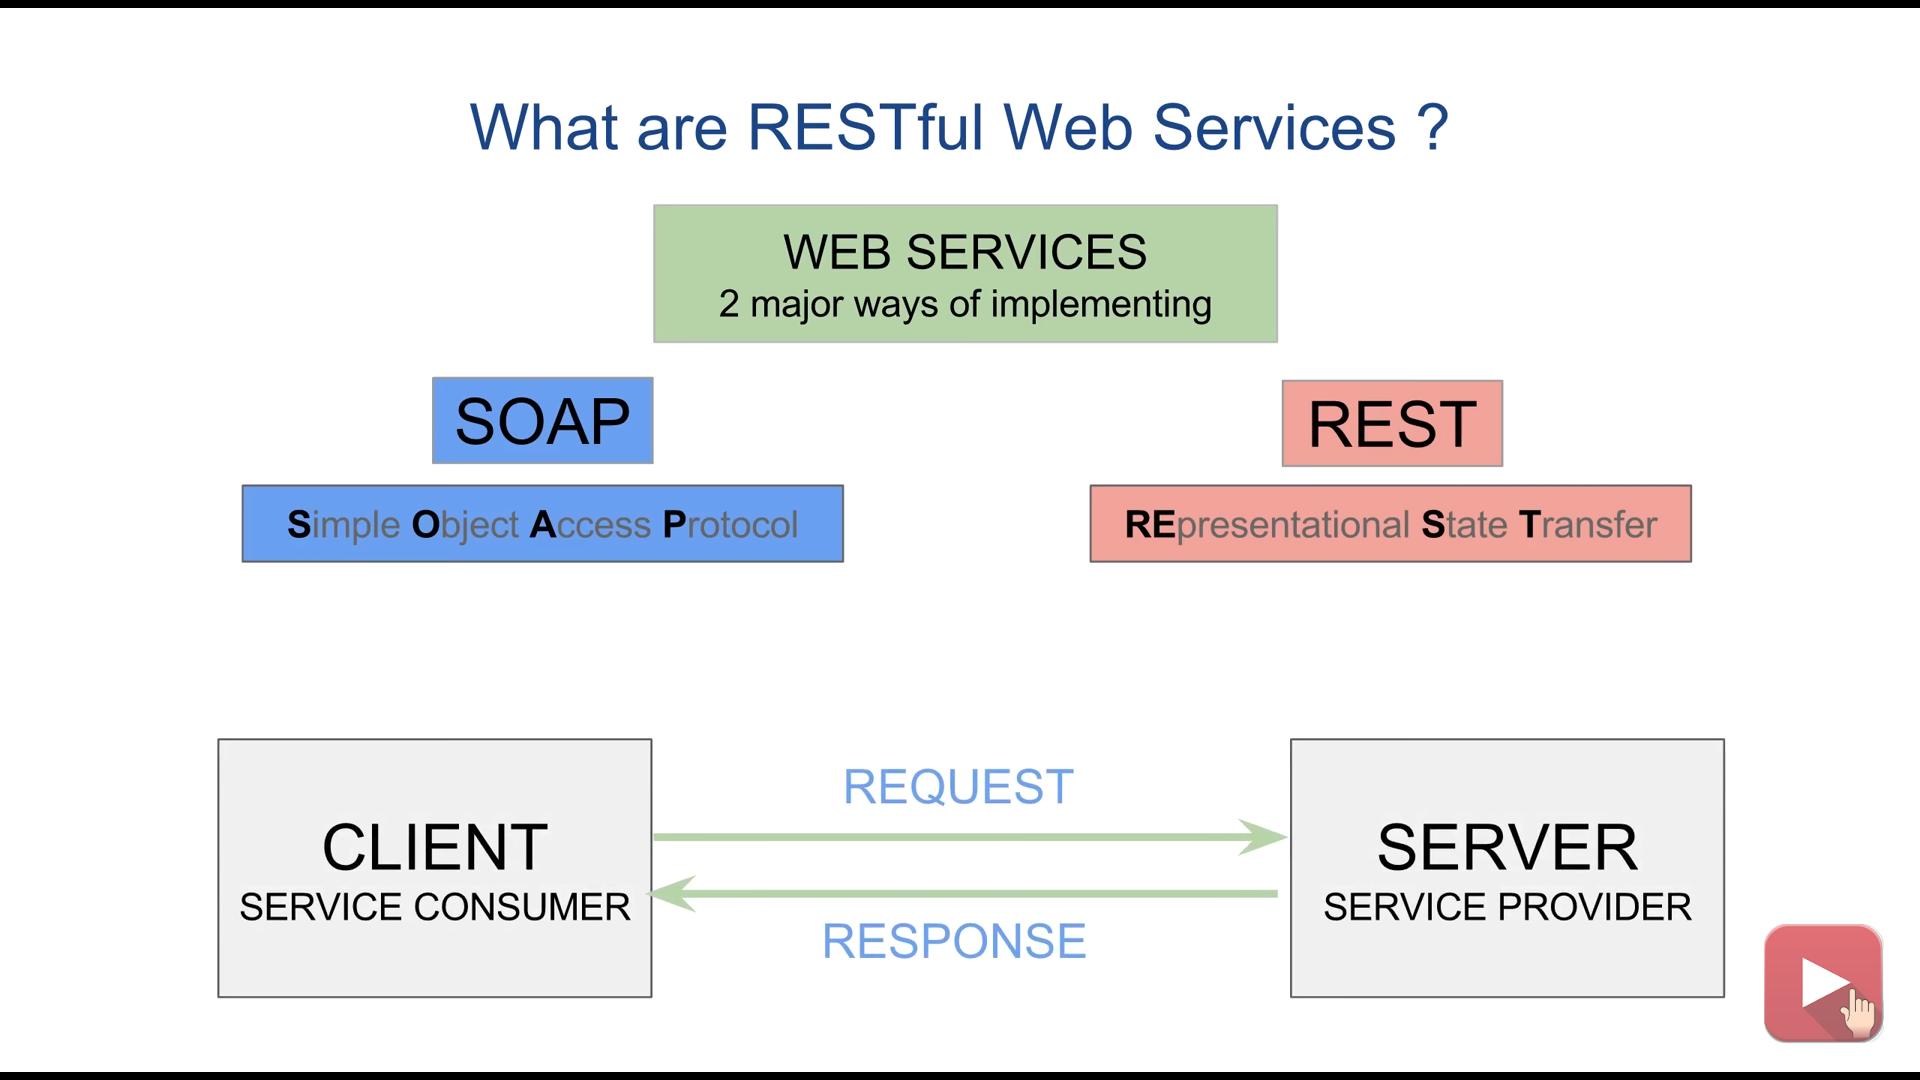 What are RESTful Web Services ?
WEB SERVICES
2 major ways of implementing
SOAP
REST
Simple Object Access Protocol
REpresentational State Transfer
REQUEST
CLIENT
SERVICE CONSUMER
SERVER
SERVICE PROVIDER
RESPONSE